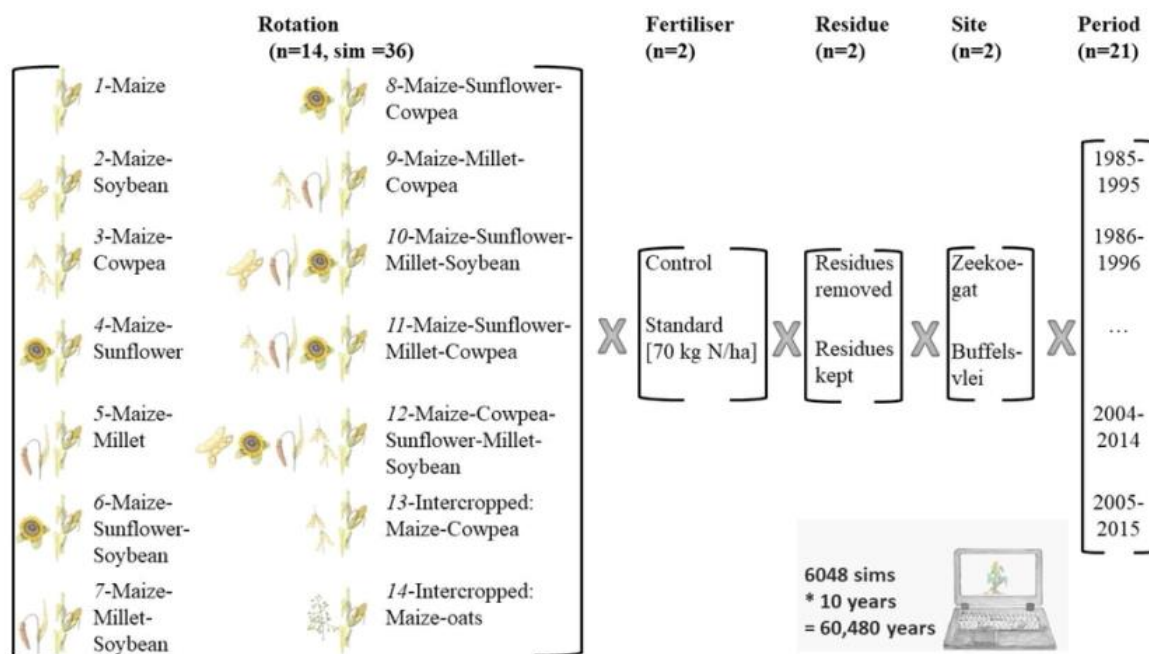 Rotation
(n=14, sim =36)
Fertiliser
(n=2)
Residue
(n=2)
Site
(n=2)
Period
(n=21)
1-Maize
2-Maize-
Soybean
3-Maize-
Cowpea
4-Maize-
Sunflower
5-Maize-
Millet
6-Maize-
Sunflower-
Soybean
7-Maize-
Millet-
Soybean
8-Maize-Sunflower-
Cowpea
9-Maize-Millet-
Cowpea
10-Maize-Sunflower-
Millet-Soybean
11-Maize-Sunflower-
Millet-Cowpea
12-Maize-Cowpea-
Sunflower-Millet-
Soybean
13-Intercropped:
Maize-Cowpea
14-Intercropped:
Maize-oats
X
Control
Standard
[70 kg N/ha]
X
Residues
removed
Residues
kept
X
Zeekoe-
gat
Buffels-
vlei
X
1985-
1995
1986-
1996
…
2004-
2014
2005-
2015
6048 sims
* 10 years
= 60,480 years